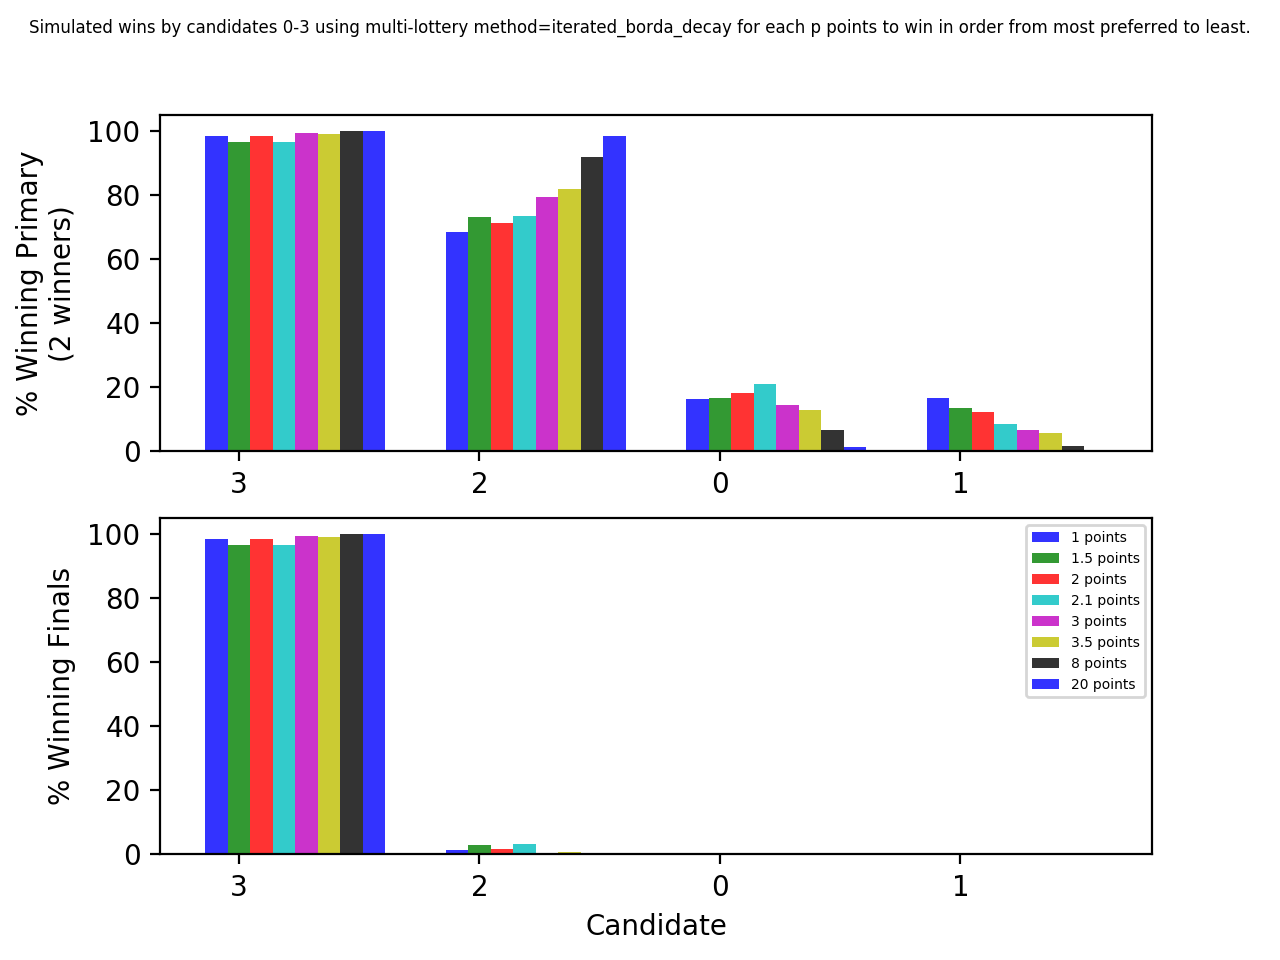 Simulated wins by candidates 0-3 using multi-lottery method=iterated_borda_decay for each p points to win in order from most preferred to least.
% Winning Primary
(2 winners)
100
80
60
40
20
0
3 2 0 1
% Winning Finals
100
80
60
40
20
0
1 points
1.5 points
2 points
2.1 points
3 points
3.5 points
8 points
20 points
3 2 0 1
Candidate